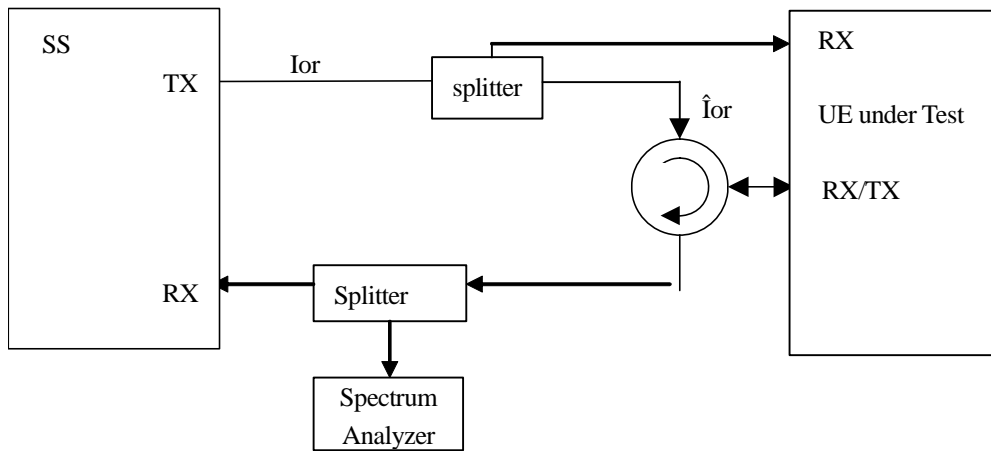 SS
RX
Ior
TX
splitter
Îor
UE under Test
RX/TX
RX
Splitter
Spectrum
Analyzer